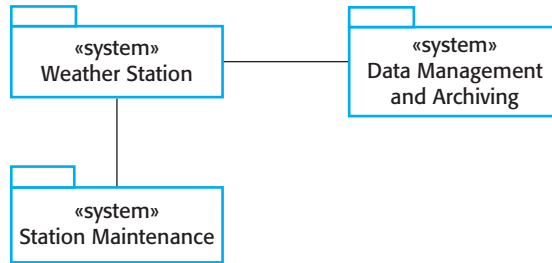 «system»
Weather Station
«system»
Data Management
and Archiving
«system»
Station Maintenance